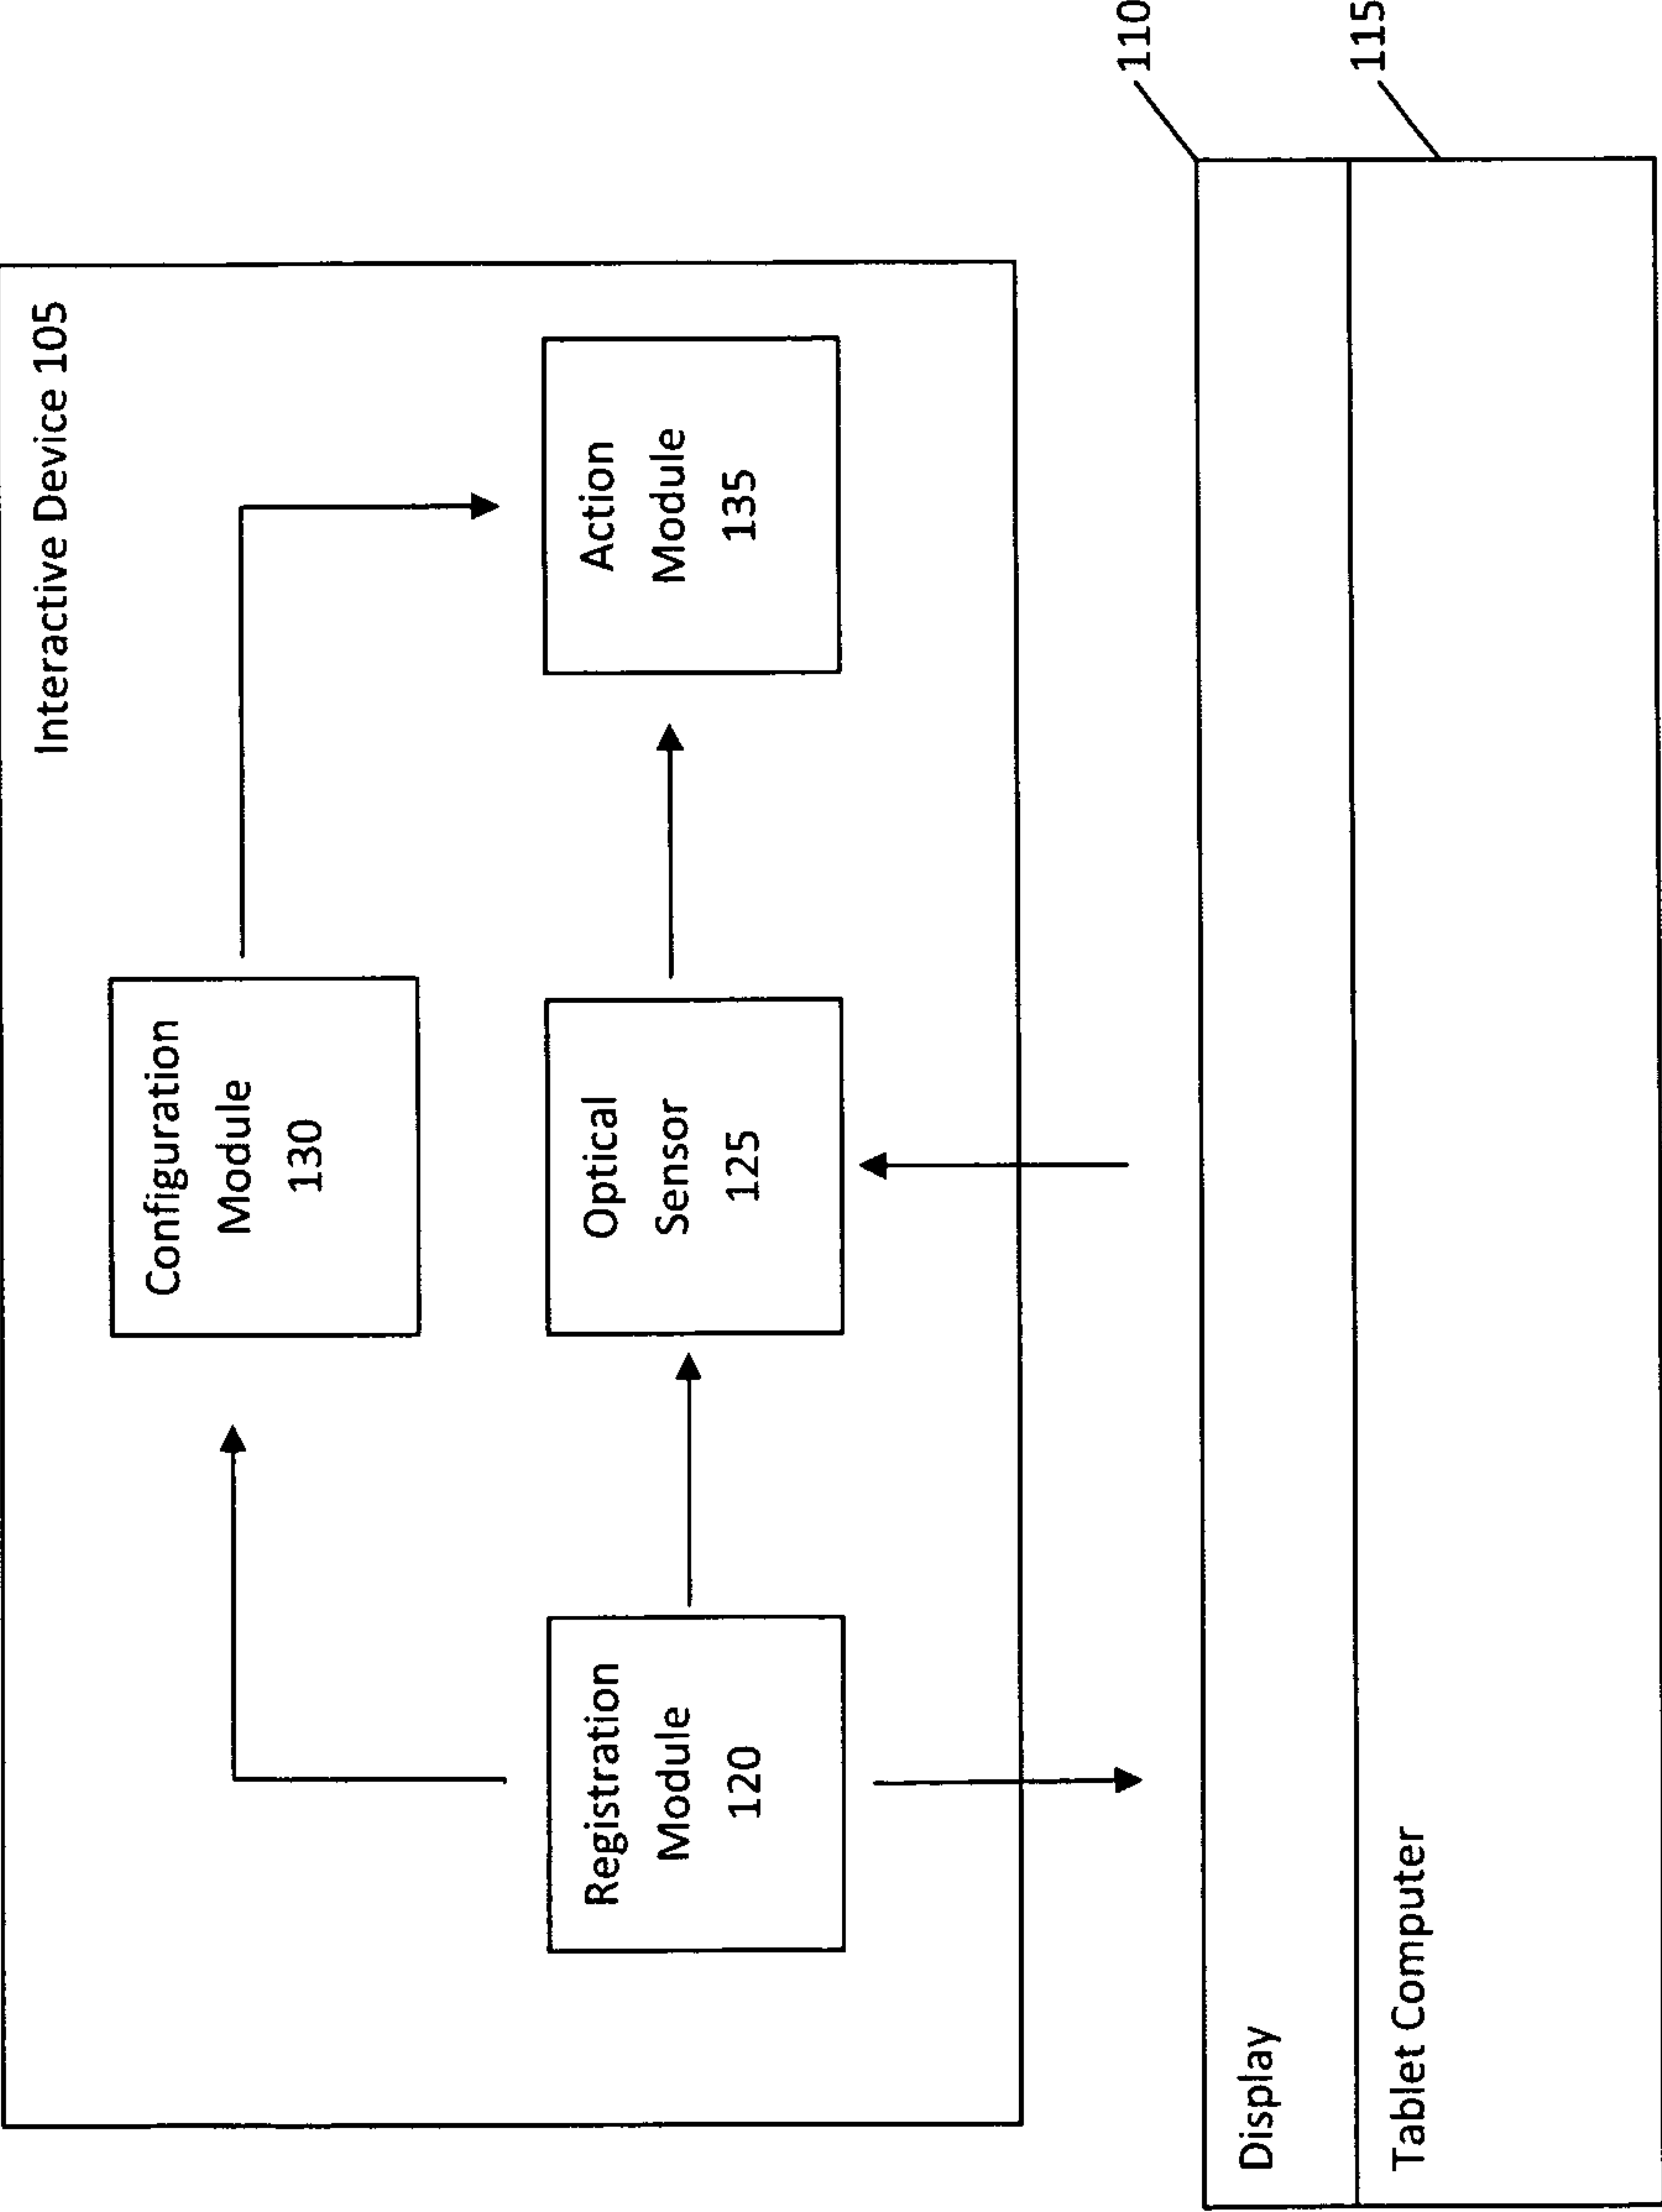 Interactive Device 105
Configuration
Module
130
Registration
Module
120
Optical
Sensor
125
Action
Module
135
110
Display
115
Tablet Computer